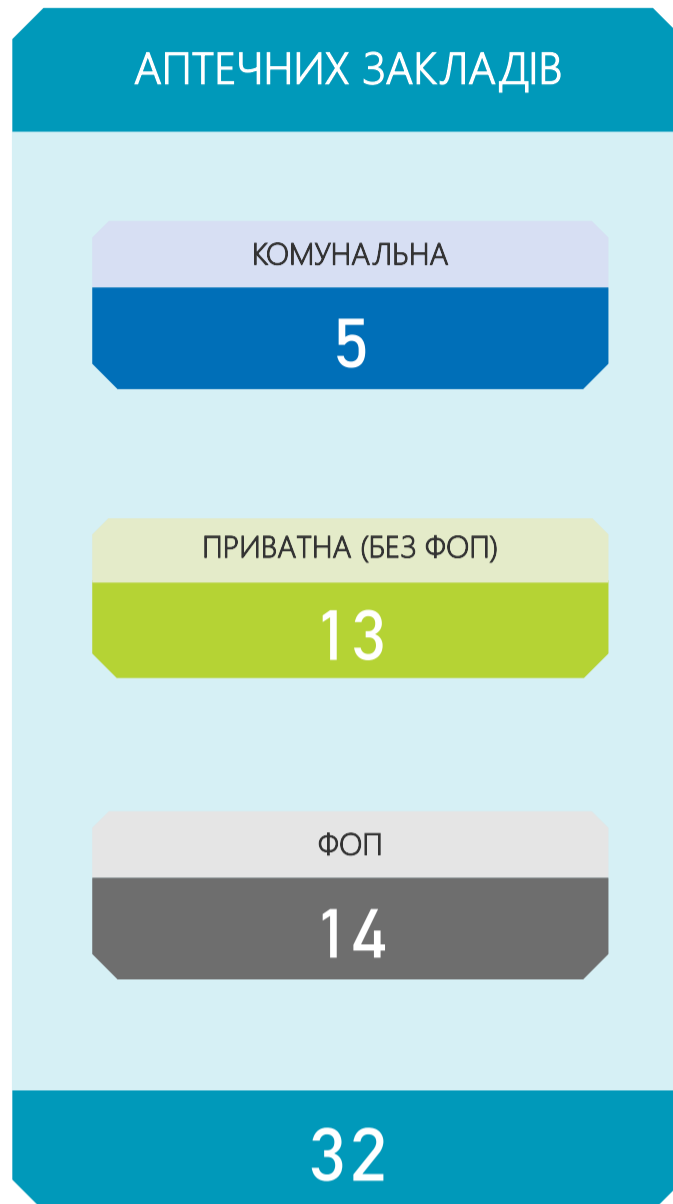 АПТЕЧНИХ ЗАКЛАДІВ
КОМУНАЛЬНА
5
ПРИВАТНА (БЕЗ ФОП)
13
ФОП
14
32